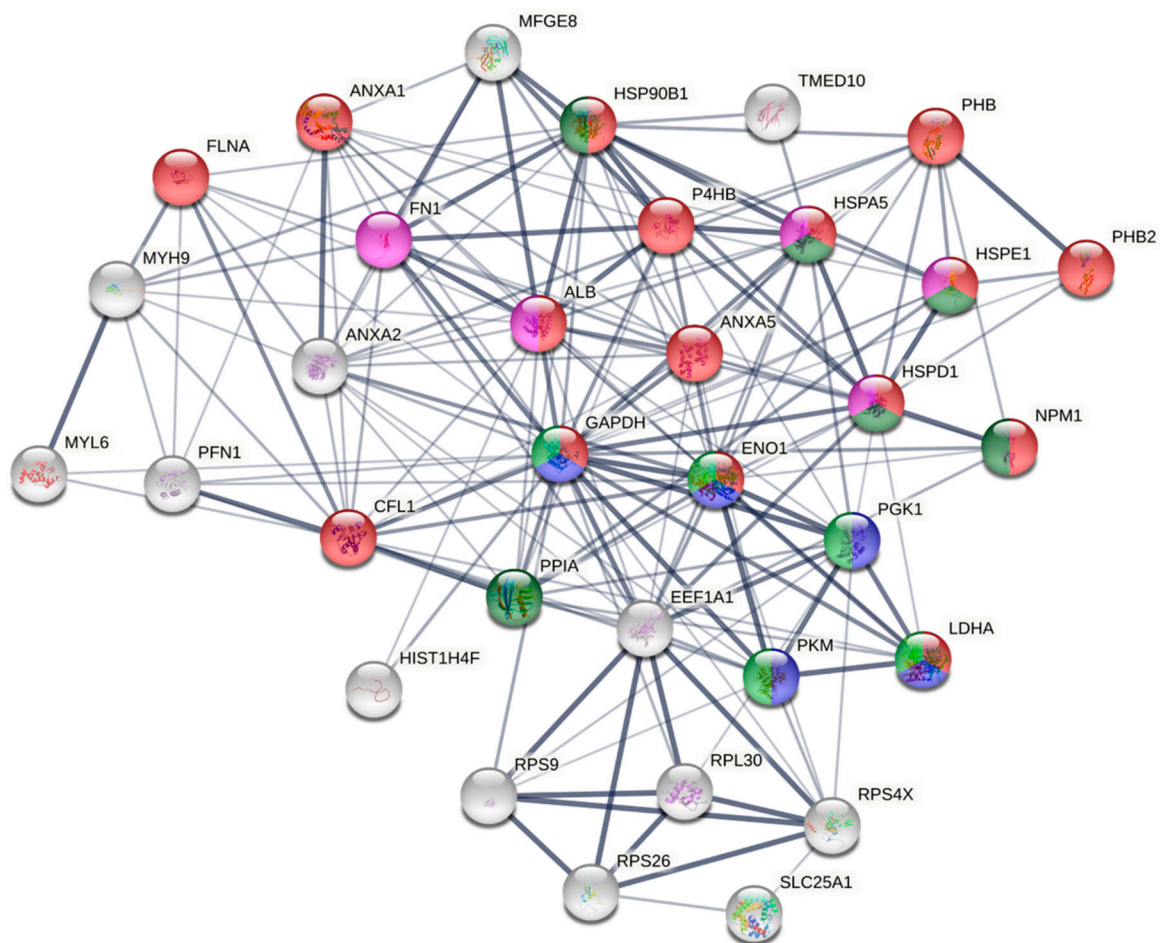 MFGE8
TMED10
ANXA1
HSP90B1
PHB
FLNA
P4HB
FN1
HSPA5
PHB2
MYH9
HSPE1
ALB
ANXA2
ANXA5
HSPD1
GAPDH
NPM1
ENO1
MYL6
PFN1
CFL1
PGK1
PPIA
EEF1A1
LDHA
PKM
HIST1H4F
RPS9
RPL30
RPS4X
RPS26
SLC25A1